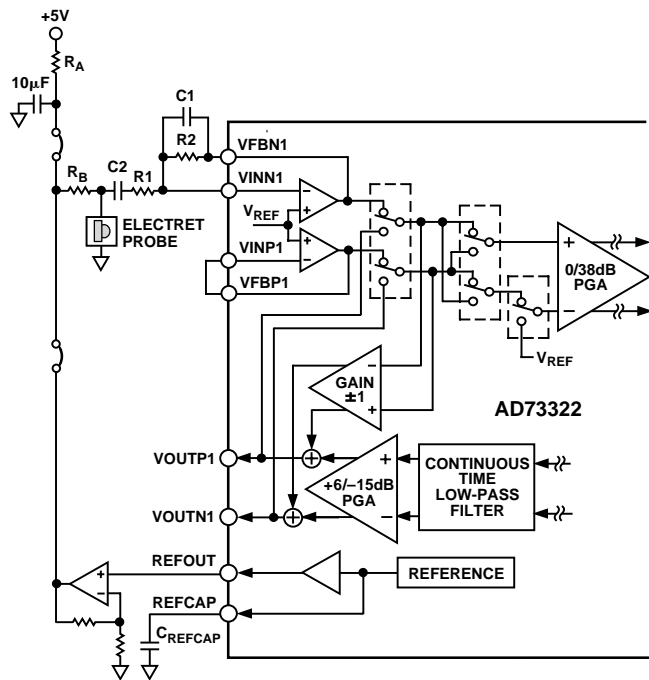 +5V
RA
10µF
C1
R2
VFBN1
RB
C2
R1
VINN1
ELECTRET
PROBE
VREF
VINP1
VFBP1
0/38dB
PGA
VREF
GAIN
±1
AD73322
VOUTP1
+6/–15dB
PGA
CONTINUOUS
TIME
LOW-PASS
FILTER
VOUTN1
REFOUT
REFERENCE
REFCAP
CREFCAP